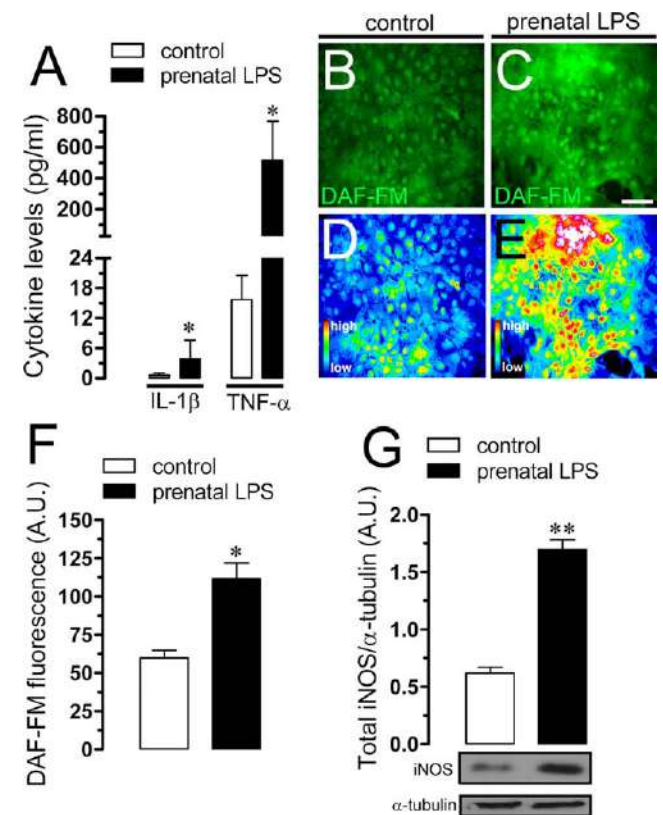 control
prenatal LPS
A
control
prenatal LPS
Cytokine levels (pg/ml)
800
600
400
200
24
18
12
6
0
*
*
IL-1β
TNF-α
B
DAF-FM
C
DAF-FM
D
high
low
E
high
low
F
control
prenatal LPS
DAF-FM fluorescence (A.U.)
150
125
100
75
50
25
0
*
G
control
prenatal LPS
Total iNOS/α-tubulin (A.U.)
2.0
1.5
1.0
0.5
0.0
**
iNOS
α-tubulin